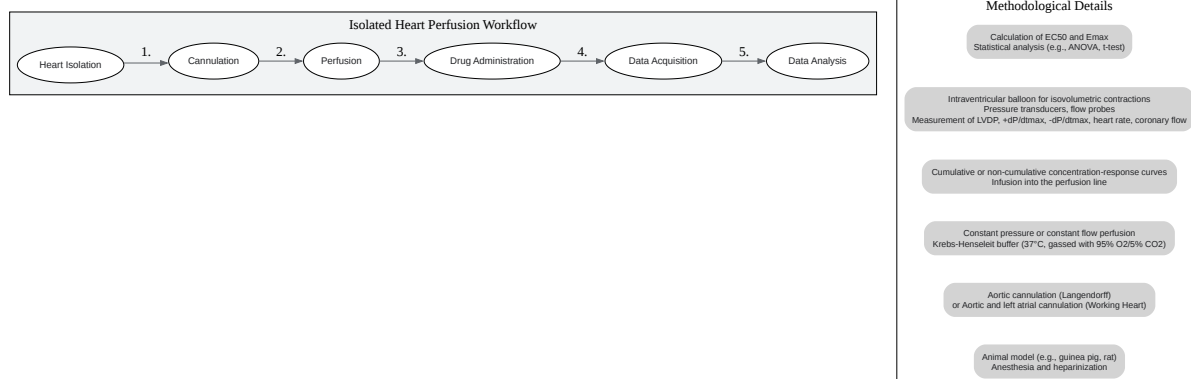 Isolated Heart Perfusion Workflow
1.
2.
3.
4.
5.
Heart Isolation
Cannulation
Perfusion
Drug Administration
Data Acquisition
Data Analysis
Methodological Details
Calculation of EC50 and Emax
Statistical analysis (e.g., ANOVA, t-test)
Intraventricular balloon for isovolumetric contractions
Pressure transducers, flow probes
Measurement of LVDP, +dP/dtmax, -dP/dtmax, heart rate, coronary flow
Cumulative or non-cumulative concentration-response curves
Infusion into the perfusion line
Constant pressure or constant flow perfusion
Krebs-Henseleit buffer (37°C, gassed with 95% O2/5% CO2)
Aortic cannulation (Langendorff)
or Aortic and left atrial cannulation (Working Heart)
Animal model (e.g., guinea pig, rat)
Anesthesia and heparinization